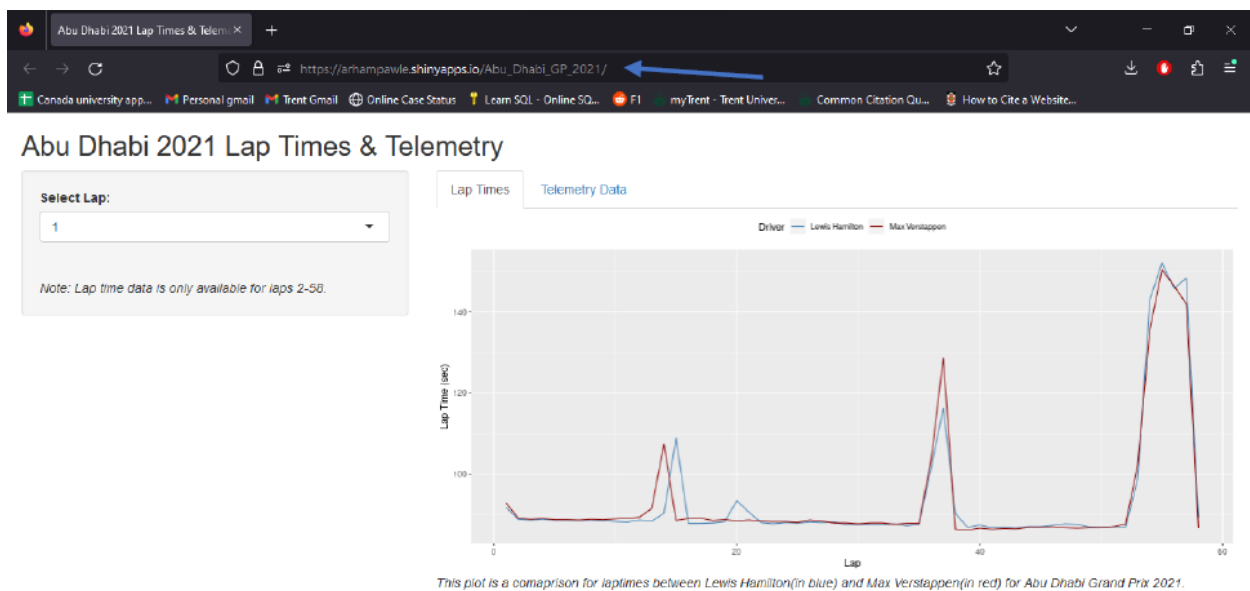 Abu Dhabi 2021 Lap Times & Telem
https://arhampawle.shinyapps.io/Abu_Dhabi_GP_2021/
Canada university app... Personal gmail Trent Gmail Online Case Status Learn SQL - Online SQ... F1 myTrent - Trent Univer... Common Citation Qu... How to Cite a Website...
Abu Dhabi 2021 Lap Times & Telemetry
Select Lap:
1
Note: Lap time data is only available for laps 2-58.
Lap Times Telemetry Data
Driver Lewis Hamilton Max Verstappen
140
120
100
Lap Time (sec)
0 20 40 60
Lap
This plot is a comaprison for laptimes between Lewis Hamilton(in blue) and Max Verstappen(in red) for Abu Dhabi Grand Prix 2021.